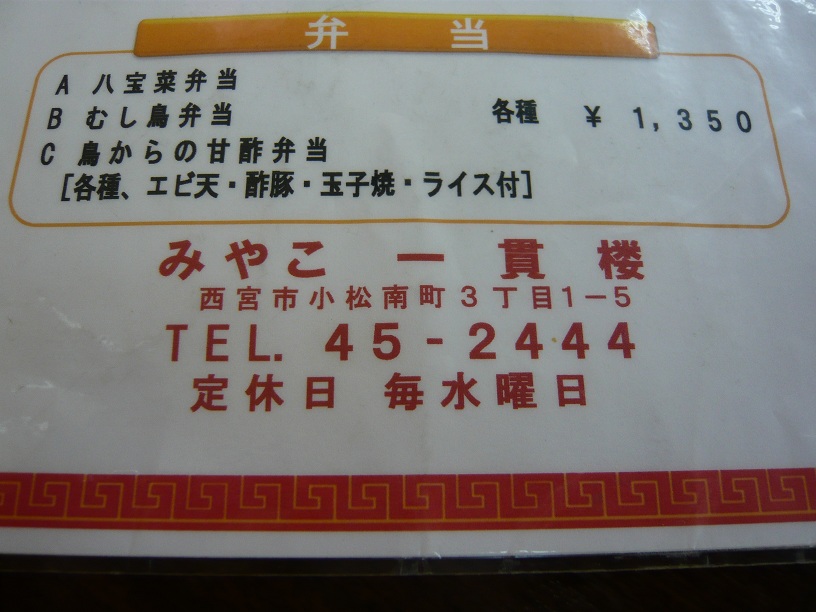 弁当
A 八宝菜弁当
B むし鳥弁当 各種 ¥ 1,350
C 鳥からの甘酢弁当
[各種、エビ天・酢豚・玉子焼・ライス付]
みやこ 一貫楼
西宮市小松南町3丁目1－5
TEL. 45-2444
定休日 毎水曜日